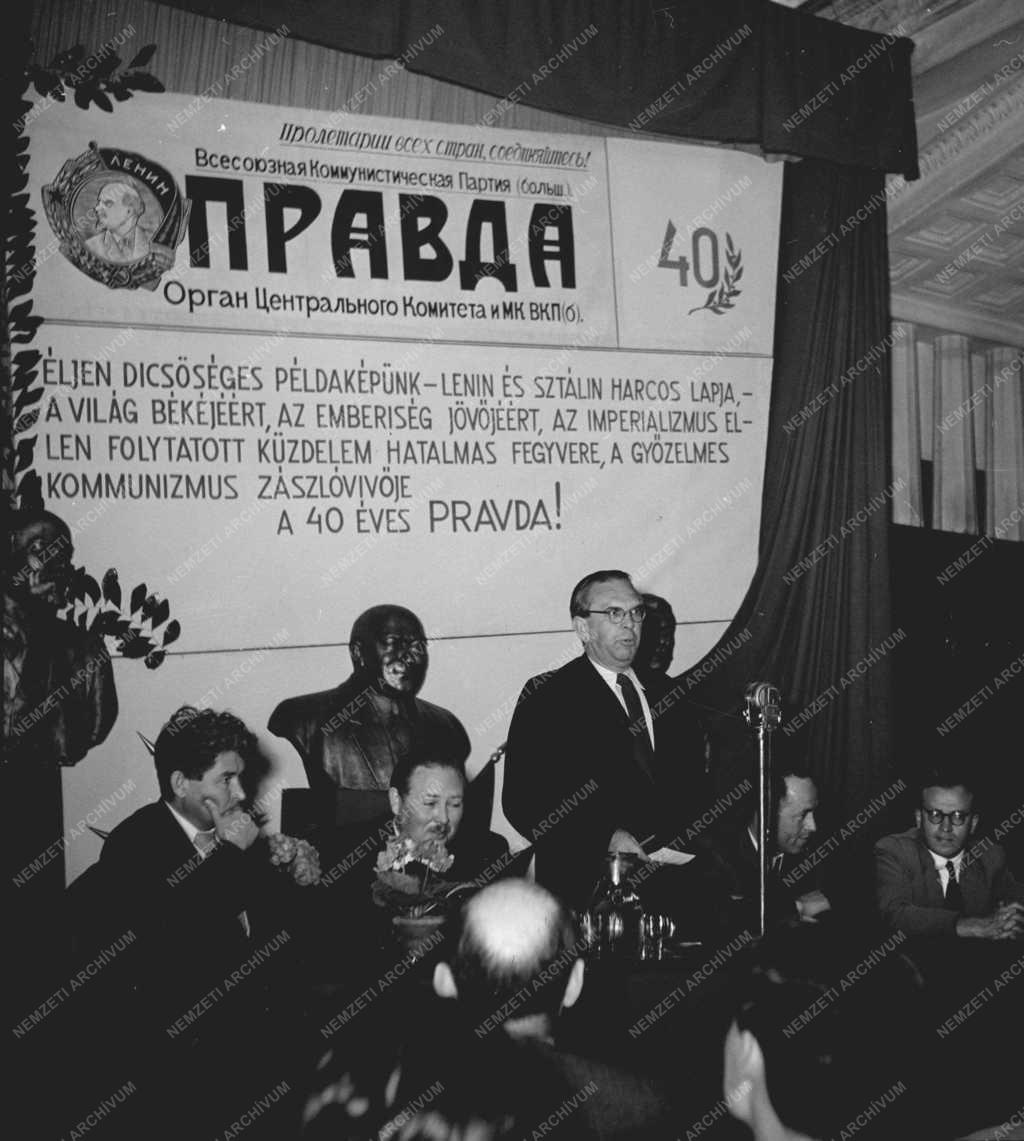 Пролетарии всех стран, соединяйтесь!
Всесоюзная Коммунистическая Партия (больш.).
ЛЕНИН
ПРАВДА
40
Орган Центрального Комитета и МК ВКП(б).
ÉLJEN DICSŐSÉGES PÉLDAKÉPÜNK – LENIN ÉS SZTÁLIN HARCOS LAPJA, –
A VILÁG BÉKÉJÉÉRT, AZ EMBERISÉG JÖVŐJÉÉRT, AZ IMPERIALIZMUS EL-
LEN FOLYTATOTT KÜZDELEM HATALMAS FEGYVERE, A GYŐZELMES
KOMMUNIZMUS ZÁSZLÓVIVŐJE
A 40 ÉVES PRAVDA!
NEMZETI ARCHÍVUM